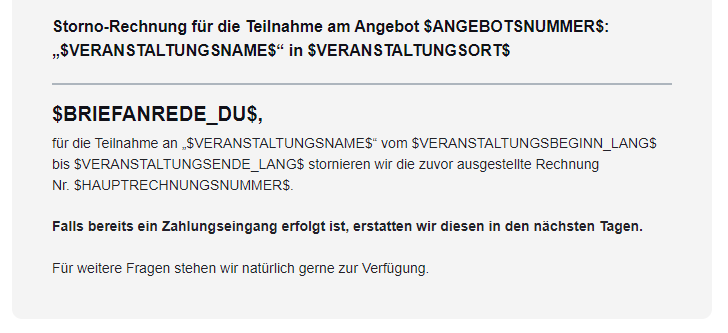 Storno-Rechnung für die Teilnahme am Angebot $ANGEBOTSNUMMER$:
„$VERANSTALTUNGSNAME$“ in $VERANSTALTUNGSORT$
$BRIEFANREDE_DU$,
für die Teilnahme an „$VERANSTALTUNGSNAME$“ vom $VERANSTALTUNGSBEGINN_LANG$
bis $VERANSTALTUNGSENDE_LANG$ stornieren wir die zuvor ausgestellte Rechnung
Nr. $HAUPTRECHNUNGSNUMMER$.
Falls bereits ein Zahlungseingang erfolgt ist, erstatten wir diesen in den nächsten Tagen.
Für weitere Fragen stehen wir natürlich gerne zur Verfügung.